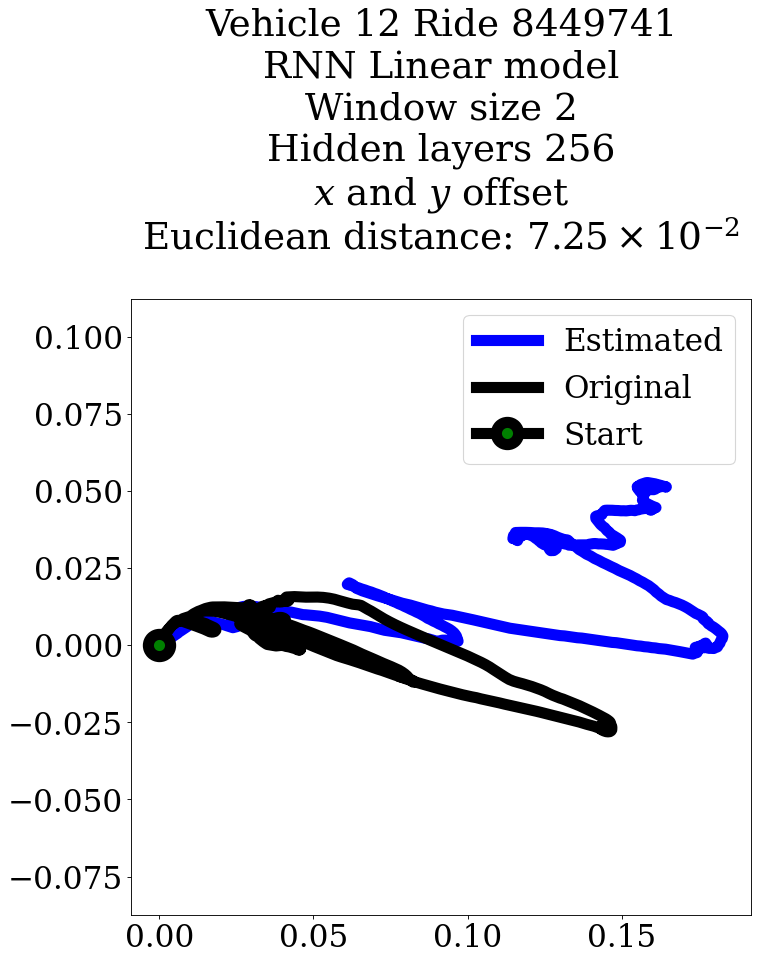 Vehicle 12 Ride 8449741
RNN Linear model
Window size 2
Hidden layers 256
x and y offset
Euclidean distance: 7.25 × 10⁻²
Estimated
Original
Start
0.100
0.075
0.050
0.025
0.000
−0.025
−0.050
−0.075
0.00 0.05 0.10 0.15